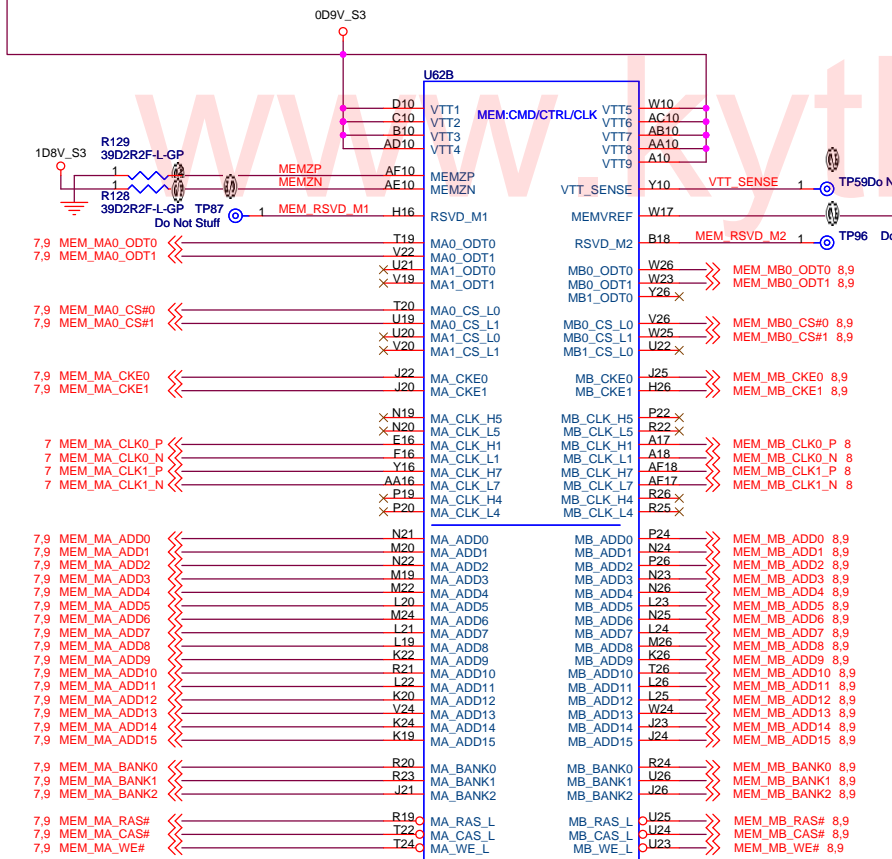 0D9V_S3
U62B
www.kyt
D10 VTT1 MEM:CMD/CTRL/CLK VTT5 W10
C10 VTT2 VTT6 AC10
B10 VTT3 VTT7 AB10
AD10 VTT4 VTT8 AA10
VTT9 A10
1D8V_S3
R129
39D2R2F-L-GP
1 MEMZP AF10 MEMZP
1 MEMZN AE10 MEMZN VTT_SENSE Y10 VTT_SENSE 1 TP59 Do N
R128
39D2R2F-L-GP TP87
Do Not Stuff 1 MEM_RSVD_M1 H16 RSVD_M1 MEMVREF W17
RSVD_M2 B18 MEM_RSVD_M2 1 TP96 Do
7,9 MEM_MA0_ODT0 T19 MA0_ODT0
7,9 MEM_MA0_ODT1 V22 MA0_ODT1
U21 MA1_ODT0 MB0_ODT0 W26 MEM_MB0_ODT0 8,9
V19 MA1_ODT1 MB0_ODT1 W23 MEM_MB0_ODT1 8,9
MB1_ODT0 Y26
7,9 MEM_MA0_CS#0 T20 MA0_CS_L0
7,9 MEM_MA0_CS#1 U19 MA0_CS_L1 MB0_CS_L0 V26 MEM_MB0_CS#0 8,9
U20 MA1_CS_L0 MB0_CS_L1 W25 MEM_MB0_CS#1 8,9
V20 MA1_CS_L1 MB1_CS_L0 U22
7,9 MEM_MA_CKE0 J22 MA_CKE0 MB_CKE0 J25 MEM_MB_CKE0 8,9
7,9 MEM_MA_CKE1 J20 MA_CKE1 MB_CKE1 H26 MEM_MB_CKE1 8,9
N19 MA_CLK_H5 MB_CLK_H5 P22
N20 MA_CLK_L5 MB_CLK_L5 R22
7 MEM_MA_CLK0_P E16 MA_CLK_H1 MB_CLK_H1 A17 MEM_MB_CLK0_P 8
7 MEM_MA_CLK0_N F16 MA_CLK_L1 MB_CLK_L1 A18 MEM_MB_CLK0_N 8
7 MEM_MA_CLK1_P Y16 MA_CLK_H7 MB_CLK_H7 AF18 MEM_MB_CLK1_P 8
7 MEM_MA_CLK1_N AA16 MA_CLK_L7 MB_CLK_L7 AF17 MEM_MB_CLK1_N 8
P19 MA_CLK_H4 MB_CLK_H4 R26
P20 MA_CLK_L4 MB_CLK_L4 R25
7,9 MEM_MA_ADD0 N21 MA_ADD0 MB_ADD0 P24 MEM_MB_ADD0 8,9
7,9 MEM_MA_ADD1 M20 MA_ADD1 MB_ADD1 N24 MEM_MB_ADD1 8,9
7,9 MEM_MA_ADD2 N22 MA_ADD2 MB_ADD2 P26 MEM_MB_ADD2 8,9
7,9 MEM_MA_ADD3 M19 MA_ADD3 MB_ADD3 N23 MEM_MB_ADD3 8,9
7,9 MEM_MA_ADD4 M22 MA_ADD4 MB_ADD4 N26 MEM_MB_ADD4 8,9
7,9 MEM_MA_ADD5 L20 MA_ADD5 MB_ADD5 L23 MEM_MB_ADD5 8,9
7,9 MEM_MA_ADD6 M24 MA_ADD6 MB_ADD6 N25 MEM_MB_ADD6 8,9
7,9 MEM_MA_ADD7 L21 MA_ADD7 MB_ADD7 L24 MEM_MB_ADD7 8,9
7,9 MEM_MA_ADD8 L19 MA_ADD8 MB_ADD8 M26 MEM_MB_ADD8 8,9
7,9 MEM_MA_ADD9 K22 MA_ADD9 MB_ADD9 K26 MEM_MB_ADD9 8,9
7,9 MEM_MA_ADD10 R21 MA_ADD10 MB_ADD10 T26 MEM_MB_ADD10 8,9
7,9 MEM_MA_ADD11 L22 MA_ADD11 MB_ADD11 L26 MEM_MB_ADD11 8,9
7,9 MEM_MA_ADD12 K20 MA_ADD12 MB_ADD12 L25 MEM_MB_ADD12 8,9
7,9 MEM_MA_ADD13 V24 MA_ADD13 MB_ADD13 W24 MEM_MB_ADD13 8,9
7,9 MEM_MA_ADD14 K24 MA_ADD14 MB_ADD14 J23 MEM_MB_ADD14 8,9
7,9 MEM_MA_ADD15 K19 MA_ADD15 MB_ADD15 J24 MEM_MB_ADD15 8,9
7,9 MEM_MA_BANK0 R20 MA_BANK0 MB_BANK0 R24 MEM_MB_BANK0 8,9
7,9 MEM_MA_BANK1 R23 MA_BANK1 MB_BANK1 U26 MEM_MB_BANK1 8,9
7,9 MEM_MA_BANK2 J21 MA_BANK2 MB_BANK2 J26 MEM_MB_BANK2 8,9
7,9 MEM_MA_RAS# R19 MA_RAS_L MB_RAS_L U25 MEM_MB_RAS# 8,9
7,9 MEM_MA_CAS# T22 MA_CAS_L MB_CAS_L U24 MEM_MB_CAS# 8,9
7,9 MEM_MA_WE# T24 MA_WE_L MB_WE_L U23 MEM_MB_WE# 8,9